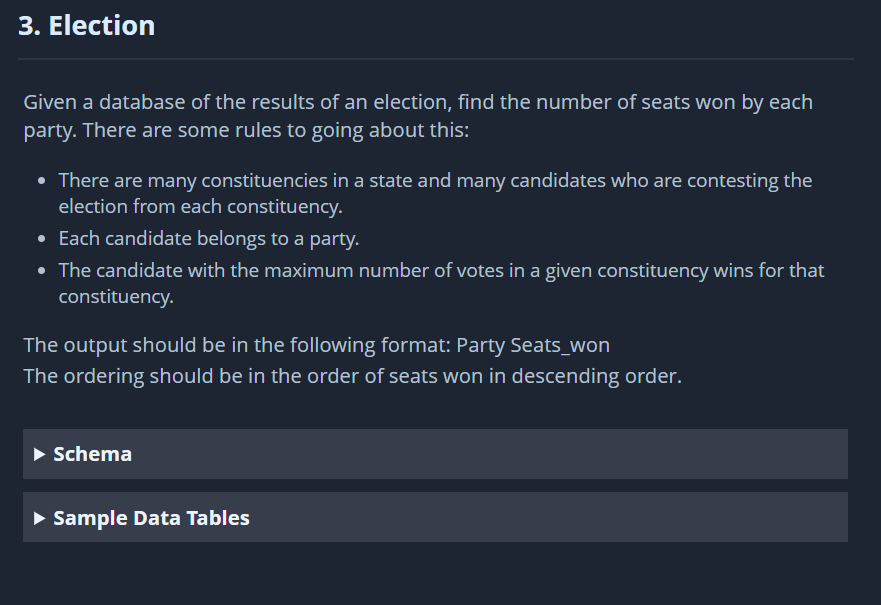 3. Election
Given a database of the results of an election, find the number of seats won by each
party. There are some rules to going about this:
There are many constituencies in a state and many candidates who are contesting the
election from each constituency.
Each candidate belongs to a party.
The candidate with the maximum number of votes in a given constituency wins for that
constituency.
The output should be in the following format: Party Seats_won
The ordering should be in the order of seats won in descending order.
Schema
Sample Data Tables